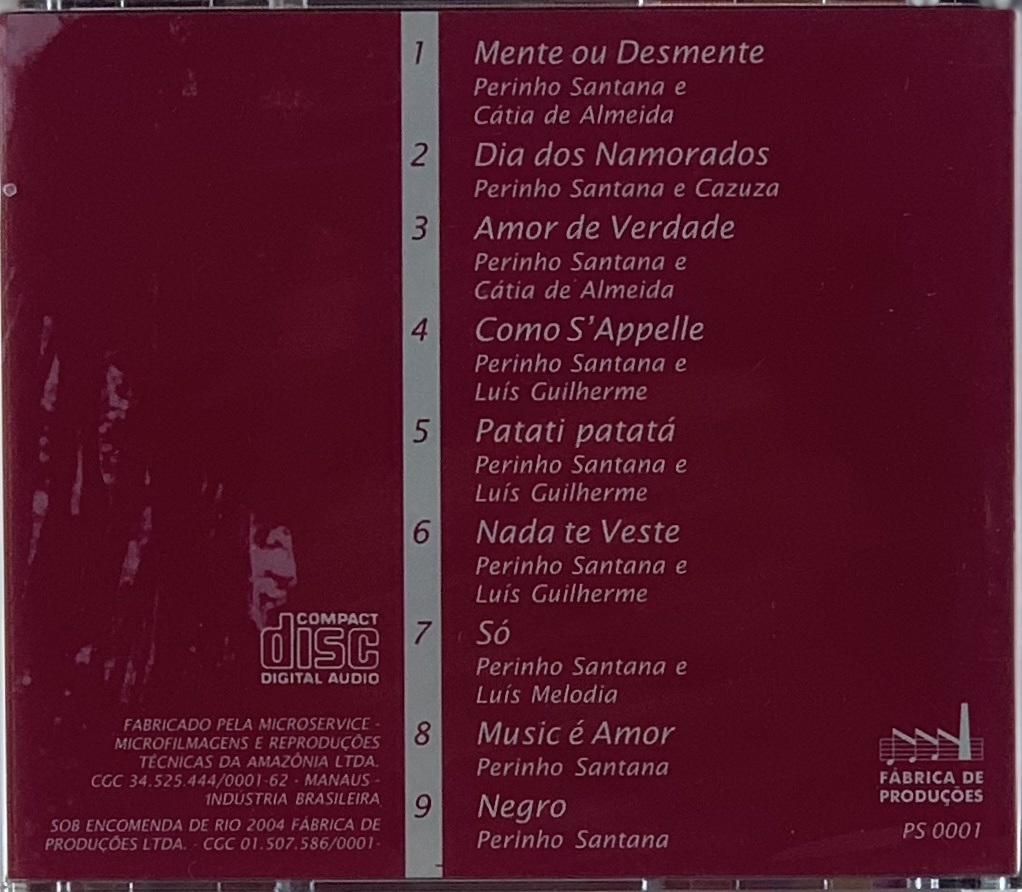 1 Mente ou Desmente
Perinho Santana e
Cátia de Almeida
2 Dia dos Namorados
Perinho Santana e Cazuza
3 Amor de Verdade
Perinho Santana e
Cátia de Almeida
4 Como S'Appelle
Perinho Santana e
Luís Guilherme
5 Patati patatá
Perinho Santana e
Luís Guilherme
6 Nada te Veste
Perinho Santana e
Luís Guilherme
7 Só
Perinho Santana e
Luís Melodia
8 Music é Amor
Perinho Santana
9 Negro
Perinho Santana
COMPACT
disc
DIGITAL AUDIO
FABRICADO PELA MICROSERVICE -
MICROFILMAGENS E REPRODUÇÕES
TÉCNICAS DA AMAZÔNIA LTDA.
CGC 34.525.444/0001-62 - MANAUS -
INDÚSTRIA BRASILEIRA
SOB ENCOMENDA DE RIO 2004 FÁBRICA DE
PRODUÇÕES LTDA. - CGC 01.507.586/0001-
FÁBRICA DE
PRODUÇÕES
PS 0001